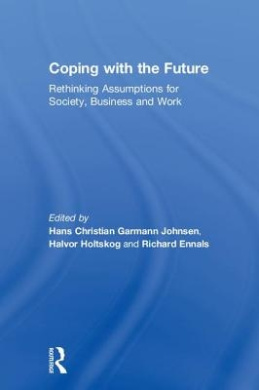 Coping with the Future
Rethinking Assumptions for
Society, Business and Work
Edited by
Hans Christian Garmann Johnsen,
Halvor Holtskog and Richard Ennals
Routledge